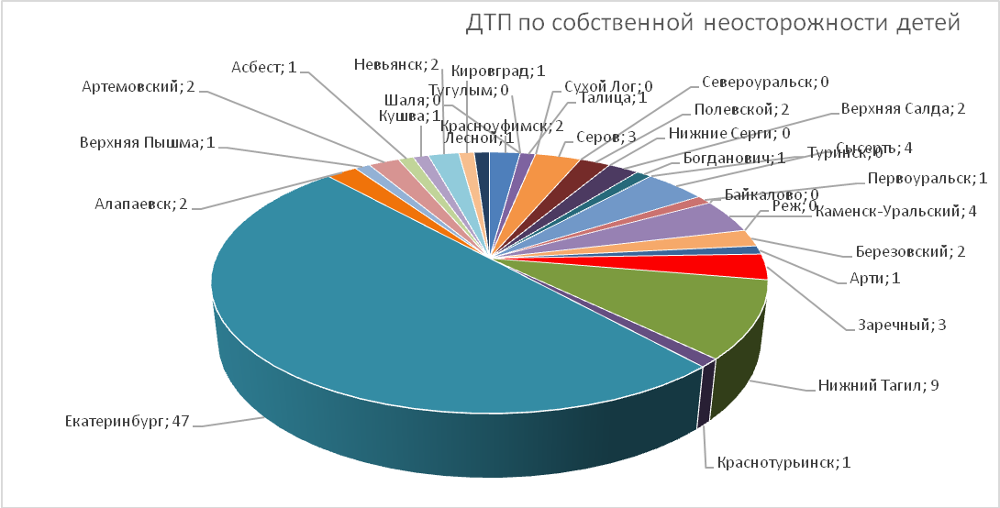 ДТП по собственной неосторожности детей
Невьянск; 2
Кировград; 1
Асбест; 1
Артемовский; 2
Тугулым; 0
Сухой Лог; 0
Североуральск; 0
Шаля; 0
Талица; 1
Кушва; 1
Полевской; 2
Верхняя Салда; 2
Красноуфимск; 2
Лесной; 1
Серов; 3
Нижние Серги; 0
Верхняя Пышма; 1
Богданович; 1
Туринск; 0
Сысерть; 4
Первоуральск; 1
Алапаевск; 2
Байкалово; 0
Реж; 0
Каменск-Уральский; 4
Березовский; 2
Арти; 1
Заречный; 3
Нижний Тагил; 9
Екатеринбург; 47
Краснотурьинск; 1